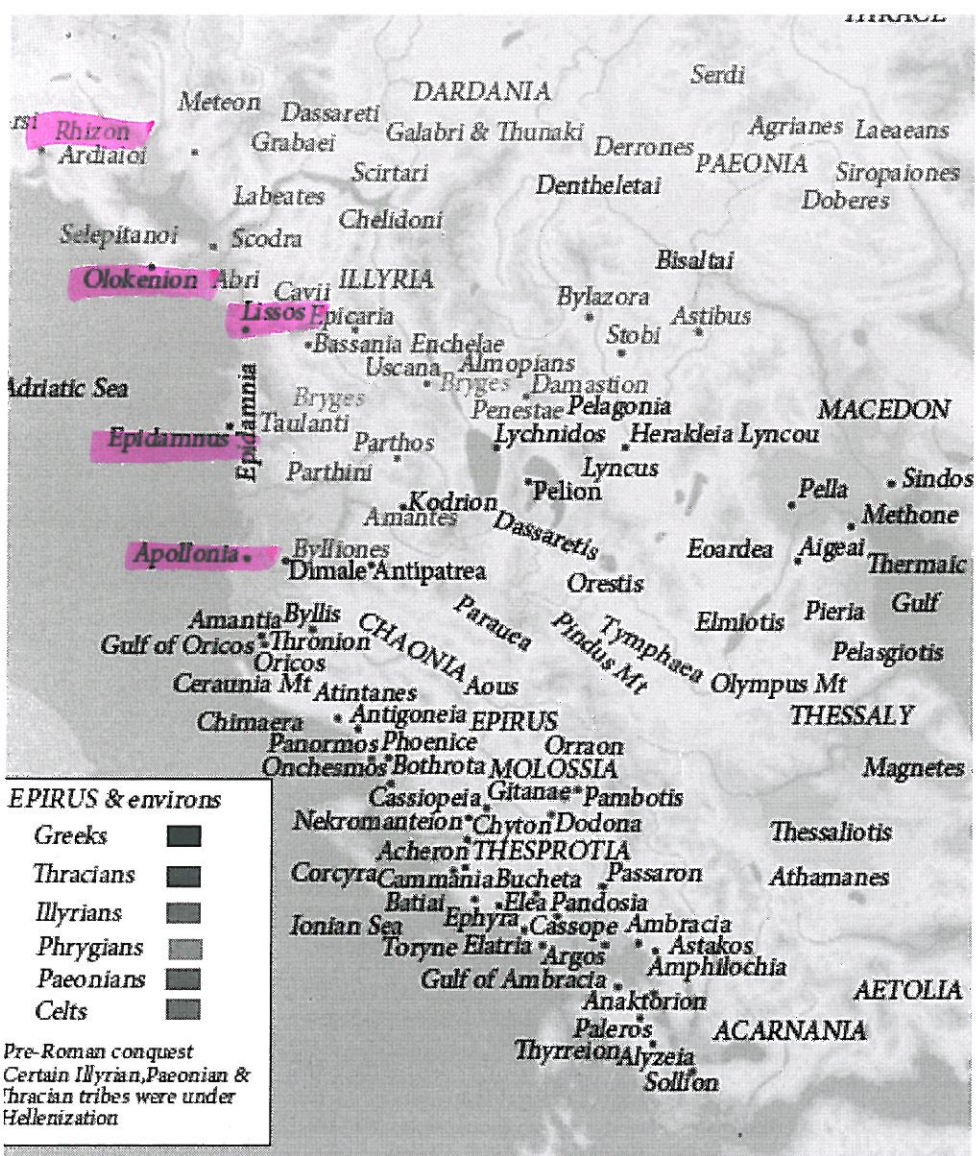 THRACE
Serdi
DARDANIA
Meteon
Dassareti
rsi Rhizon
Grabaei
Galabri & Thunaki
Agrianes Laeaeans
Derrones
Ardiaioi
PAEONIA
Scirtari
Siropaiones
Dentheletai
Labeates
Doberes
Chelidoni
Selepitanoi
Scodra
Bisaltai
Olokenion Abri
ILLYRIA
Cavii
Bylazora
Lissos Epicaria
Astibus
Stobi
Bassania Enchelae
Uscana Almopians
Adriatic Sea
Bryges Damastion
Bryges
Penestae Pelagonia
MACEDON
Epidamnia
Taulanti
Epidamnus
Parthos
Lychnidos Herakleia Lyncou
Parthini
Lyncus
Sindos
Pelion
Pella
Kodrion
Amantes
Methone
Dassaretis
Apollonia
Bylliones
Eoardea
Aigeai
Thermaic
Dimale Antipatrea
Orestis
Gulf
Amantia Byllis
Parauea
Elmiotis
Pieria
Gulf of Oricos Thronion
CHAONIA
Pindus Mt
Tymphaea
Pelasgiotis
Oricos
Ceraunia Mt Atintanes
Aous
Olympus Mt
Chimaera
Antigoneia EPIRUS
THESSALY
Panormos Phoenice
Orraon
Onchesmos Bothrota MOLOSSIA
Magnetes
Cassiopeia Gitanae Pambotis
Nekromanteion Chyton Dodona
Thessaliotis
Acheron THESPROTIA
Corcyra Cammania Bucheta
Passaron
Athamanes
Batiai
Elea Pandosia
Ionian Sea
Ephyra Cassope Ambracia
Toryne Elatria Argos
Astakos
Amphilochia
Gulf of Ambracia
AETOLIA
Anaktorion
Paleros
ACARNANIA
Thyrreion Alyzeia
Sollion
EPIRUS & environs
Greeks
Thracians
Illyrians
Phrygians
Paeonians
Celts
Pre-Roman conquest
Certain Illyrian,Paeonian &
Thracian tribes were under
Hellenization